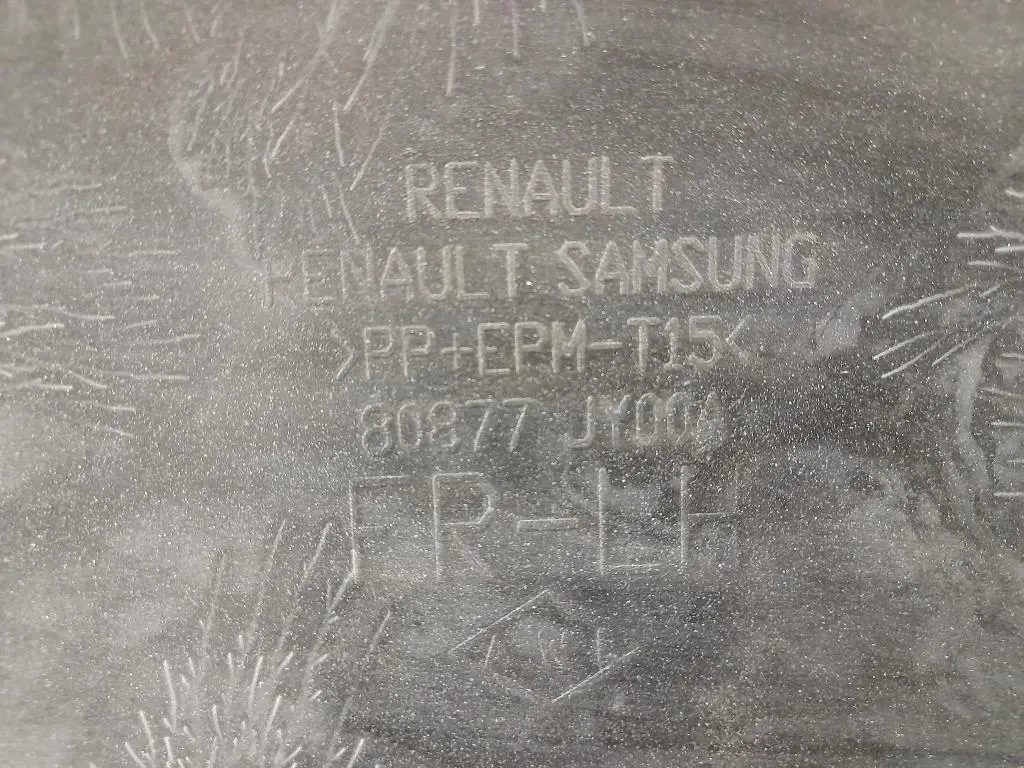 RENAULT
RENAULT SAMSUNG
>PP+EPM-T15<
80877 JY00A
FR-LH